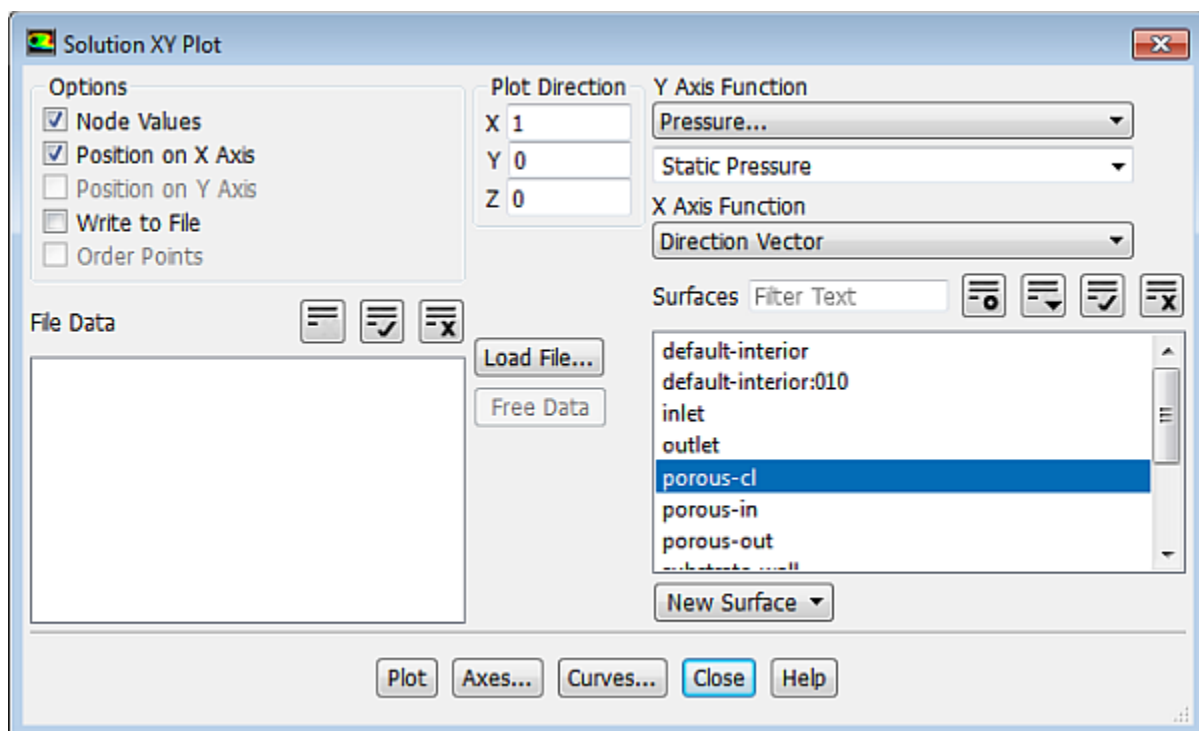 Solution XY Plot
Options
Node Values
Position on X Axis
Position on Y Axis
Write to File
Order Points
Plot Direction
X 1
Y 0
Z 0
Y Axis Function
Pressure...
Static Pressure
X Axis Function
Direction Vector
File Data
Load File...
Free Data
Surfaces Filter Text
default-interior
default-interior:010
inlet
outlet
porous-cl
porous-in
porous-out
substrate-wall
New Surface
Plot Axes... Curves... Close Help